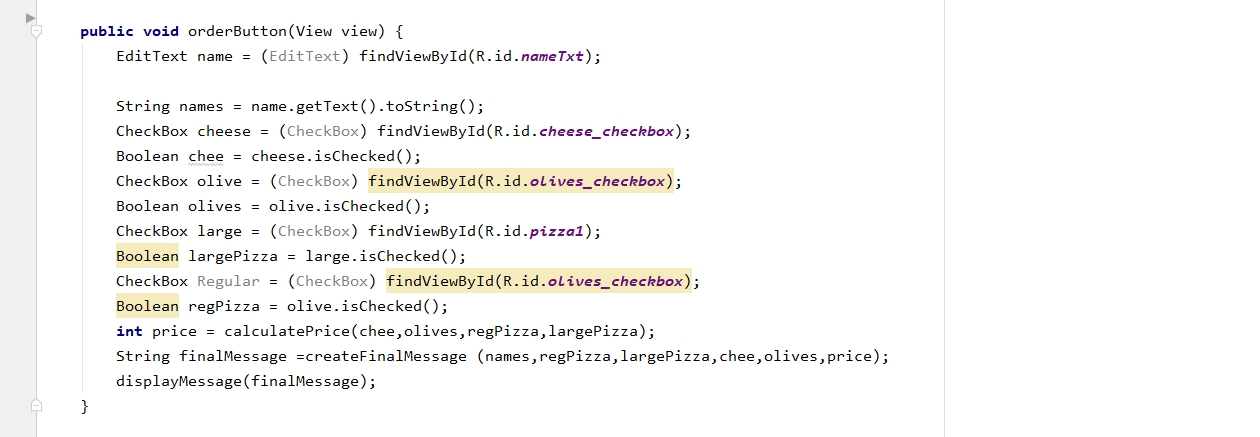 public void orderButton(View view) {
EditText name = (EditText) findViewById(R.id.nameTxt);
String names = name.getText().toString();
CheckBox cheese = (CheckBox) findViewById(R.id.cheese_checkbox);
Boolean chee = cheese.isChecked();
CheckBox olive = (CheckBox) findViewById(R.id.olives_checkbox);
Boolean olives = olive.isChecked();
CheckBox large = (CheckBox) findViewById(R.id.pizza1);
Boolean largePizza = large.isChecked();
CheckBox Regular = (CheckBox) findViewById(R.id.olives_checkbox);
Boolean regPizza = olive.isChecked();
int price = calculatePrice(chee,olives,regPizza,largePizza);
String finalMessage =createFinalMessage (names,regPizza,largePizza,chee,olives,price);
displayMessage(finalMessage);
}